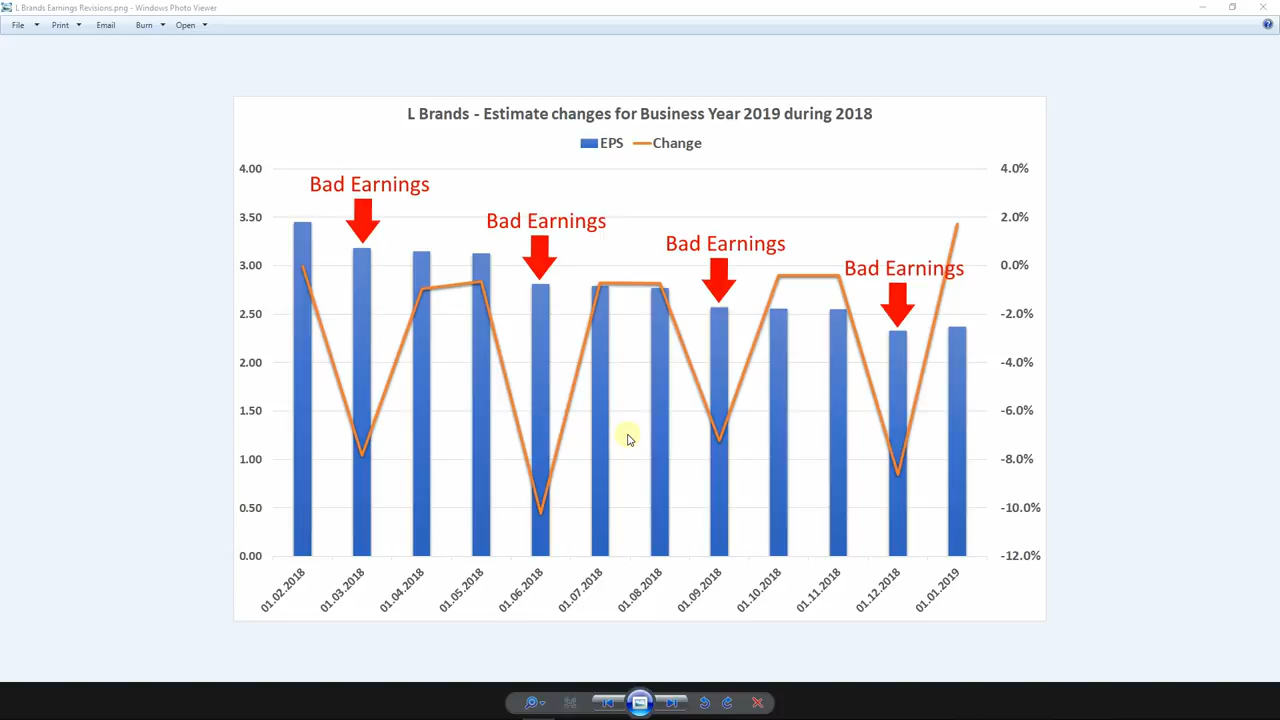 L Brands Earnings Revisions.png - Windows Photo Viewer
File Print Email Burn Open
L Brands - Estimate changes for Business Year 2019 during 2018
EPS Change
4.00 4.0%
Bad Earnings
3.50 2.0%
Bad Earnings
Bad Earnings
3.00 0.0%
Bad Earnings
2.50 -2.0%
2.00 -4.0%
1.50 -6.0%
1.00 -8.0%
0.50 -10.0%
0.00 -12.0%
01.02.2018 01.03.2018 01.04.2018 01.05.2018 01.06.2018 01.07.2018 01.08.2018 01.09.2018 01.10.2018 01.11.2018 01.12.2018 01.01.2019